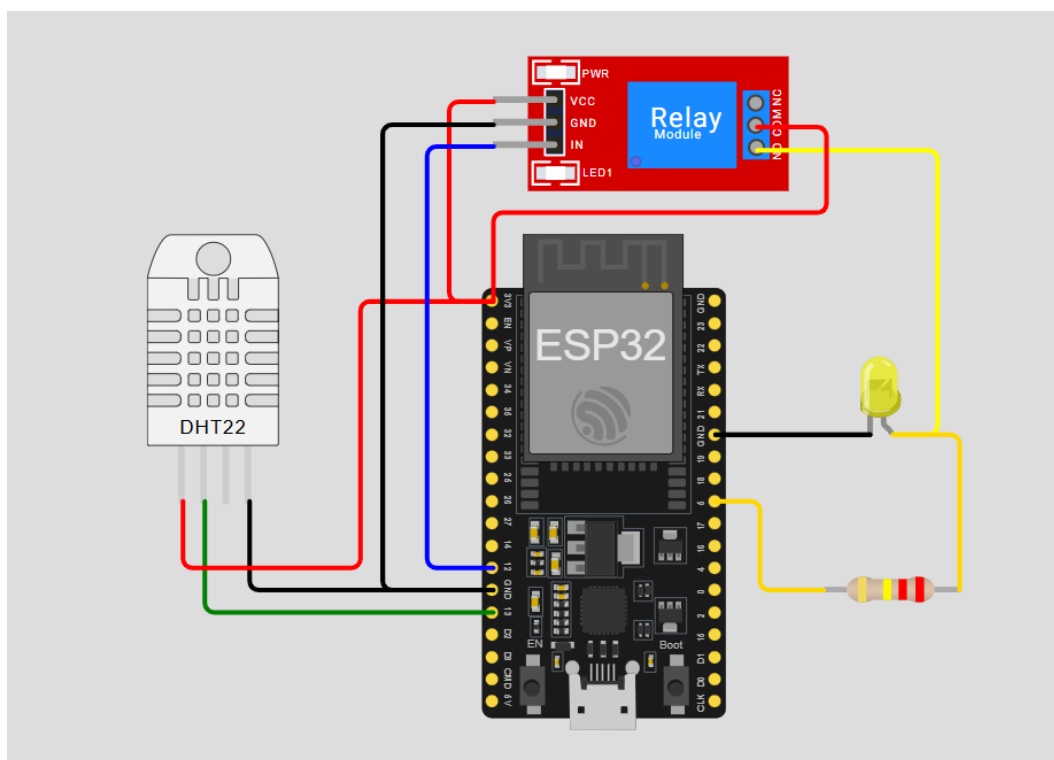 PWR
VCC
GND
IN
LED1
Relay
Module
NC
COM
NO
DHT22
ESP32
3V3
EN
VP
VN
34
35
32
33
25
26
27
14
12
GND
13
D2
D3
CMD
5V
GND
23
22
TX
RX
21
GND
19
18
5
17
16
4
0
2
15
D1
D0
CLK
EN
Boot